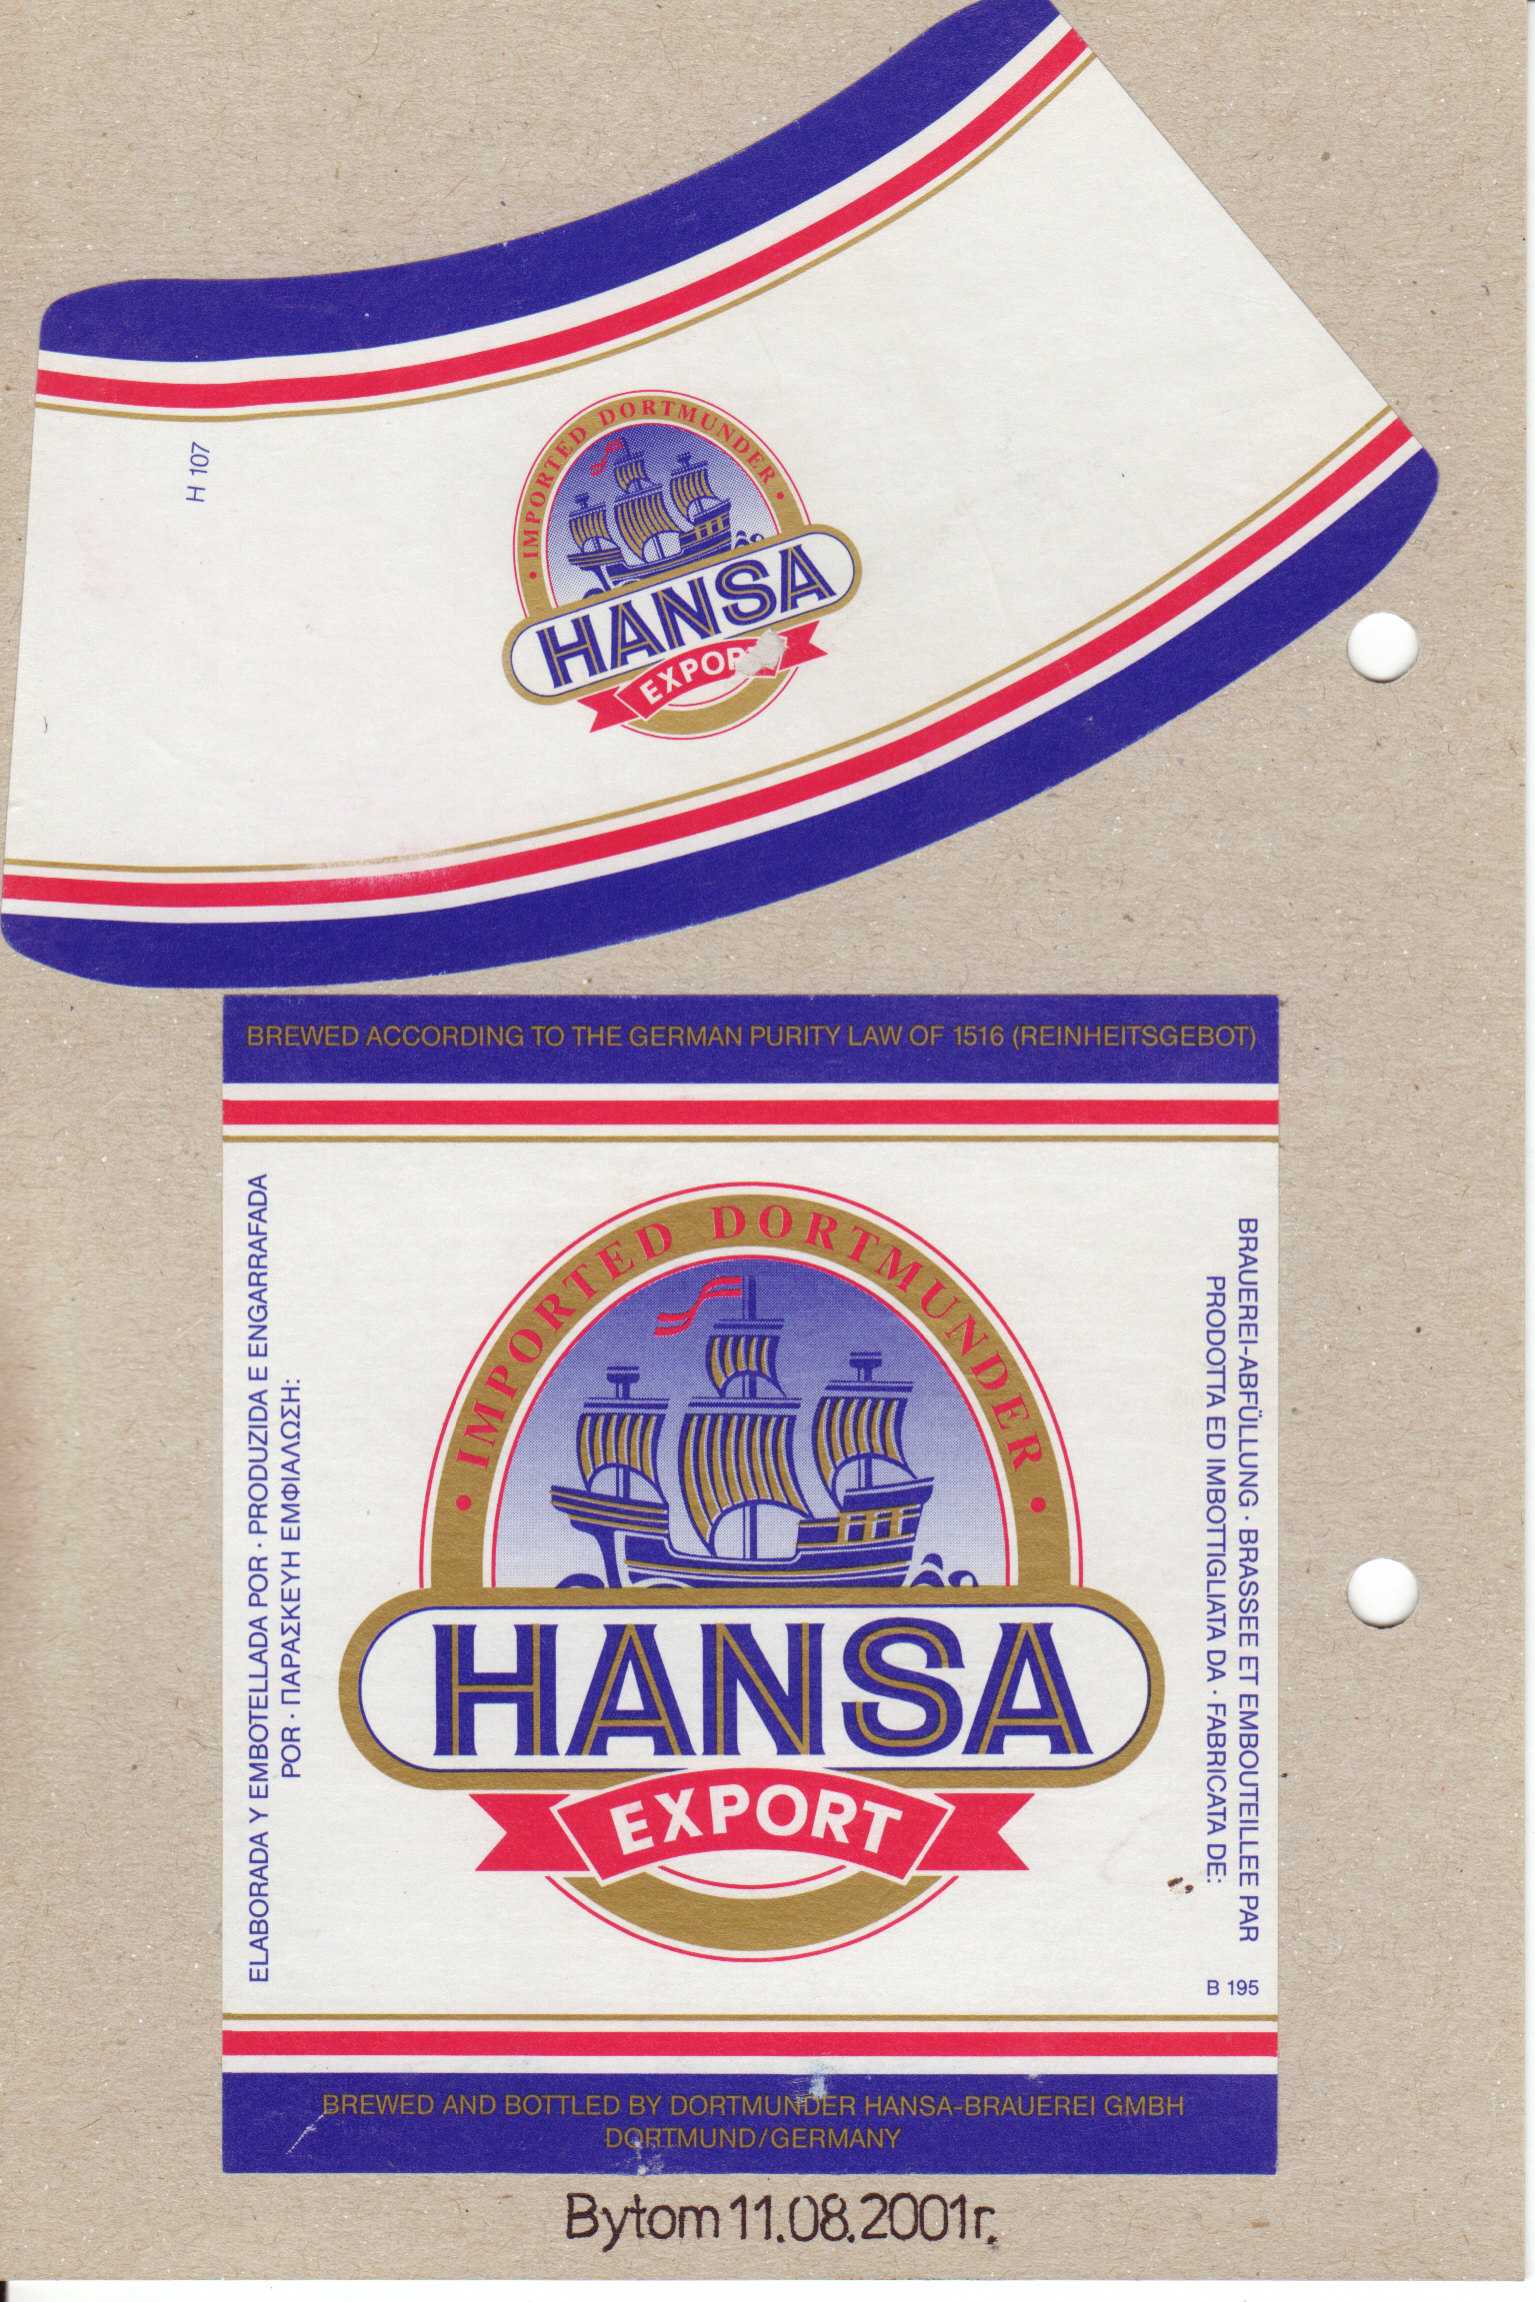 H 107
• IMPORTED DORTMUNDER •
HANSA
EXPORT
BREWED ACCORDING TO THE GERMAN PURITY LAW OF 1516 (REINHEITSGEBOT)
ELABORADA Y EMBOTELLADA POR · PRODUZIDA E ENGARRAFADA
POR · ΠΑΡΑΣΚΕΥΗ ΕΜΦΙΑΛΩΣΗ:
• IMPORTED DORTMUNDER •
HANSA
EXPORT
BRAUEREI-ABFÜLLUNG · BRASSEE ET EMBOUTEILLEE PAR
PRODOTTA ED IMBOTTIGLIATA DA · FABRICATA DE:
B 195
BREWED AND BOTTLED BY DORTMUNDER HANSA-BRAUEREI GMBH
DORTMUND/GERMANY
Bytom 11.08.2001r.